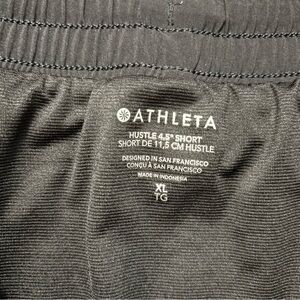 ATHLETA
HUSTLE 4.5" SHORT
SHORT DE 11,5 CM HUSTLE
DESIGNED IN SAN FRANCISCO
CONÇU À SAN FRANCISCO
MADE IN INDONESIA
XL
TG